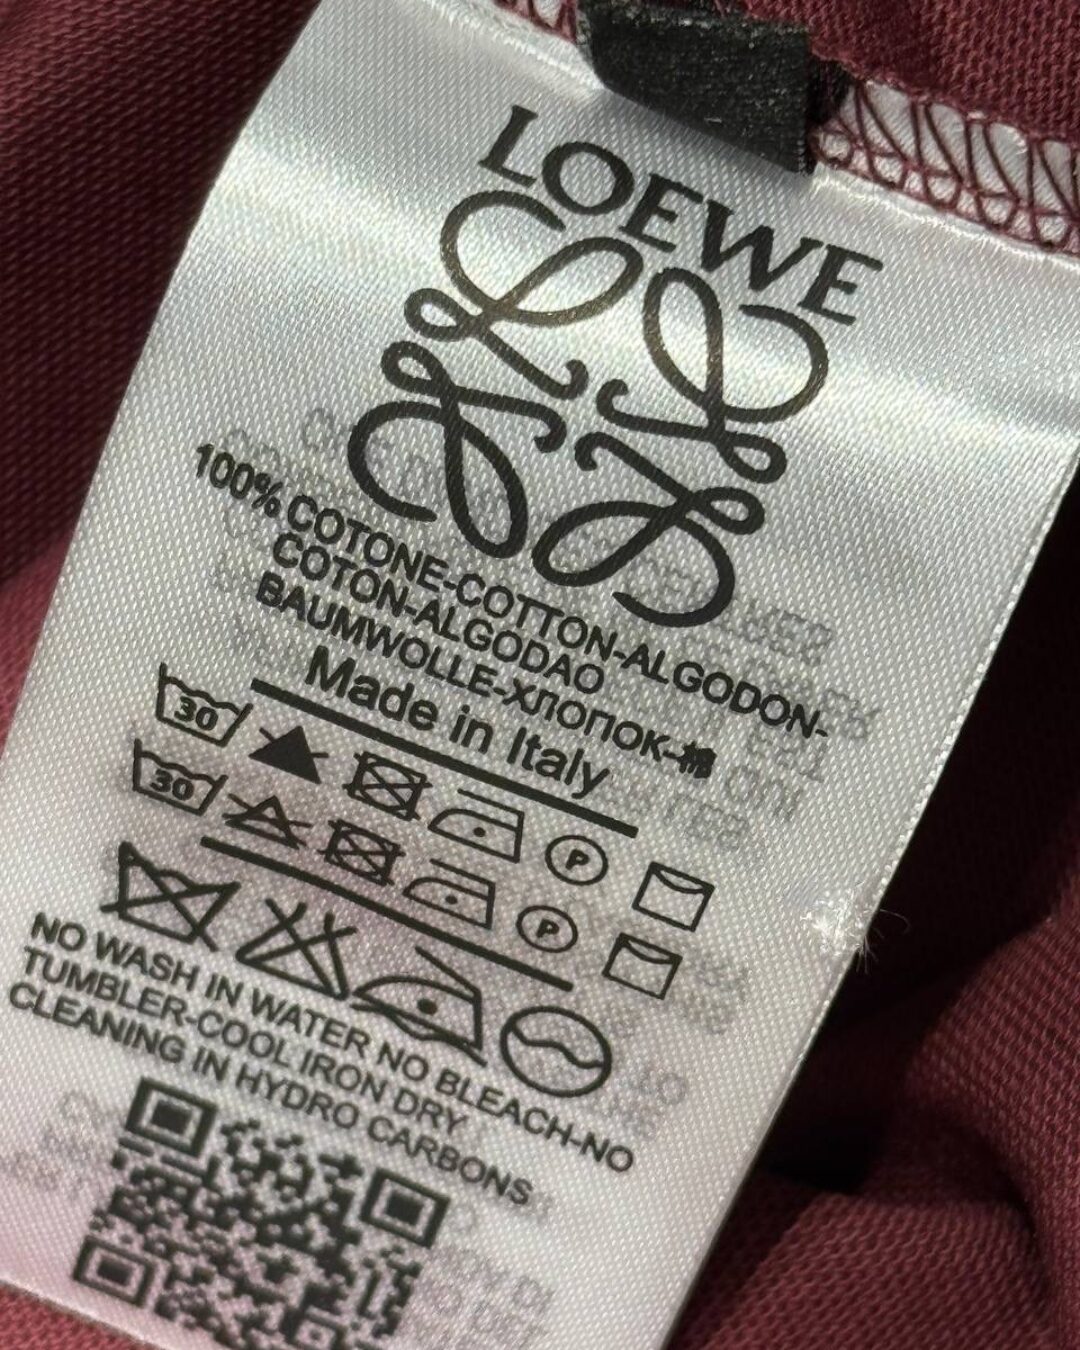 LOEWE
100% COTONE-COTTON-ALGODON-
COTON-ALGODAO
BAUMWOLLE-ХЛОПОК-棉
Made in Italy
30
P
30
P
NO WASH IN WATER NO BLEACH-NO
TUMBLER-COOL IRON DRY
CLEANING IN HYDRO CARBONS